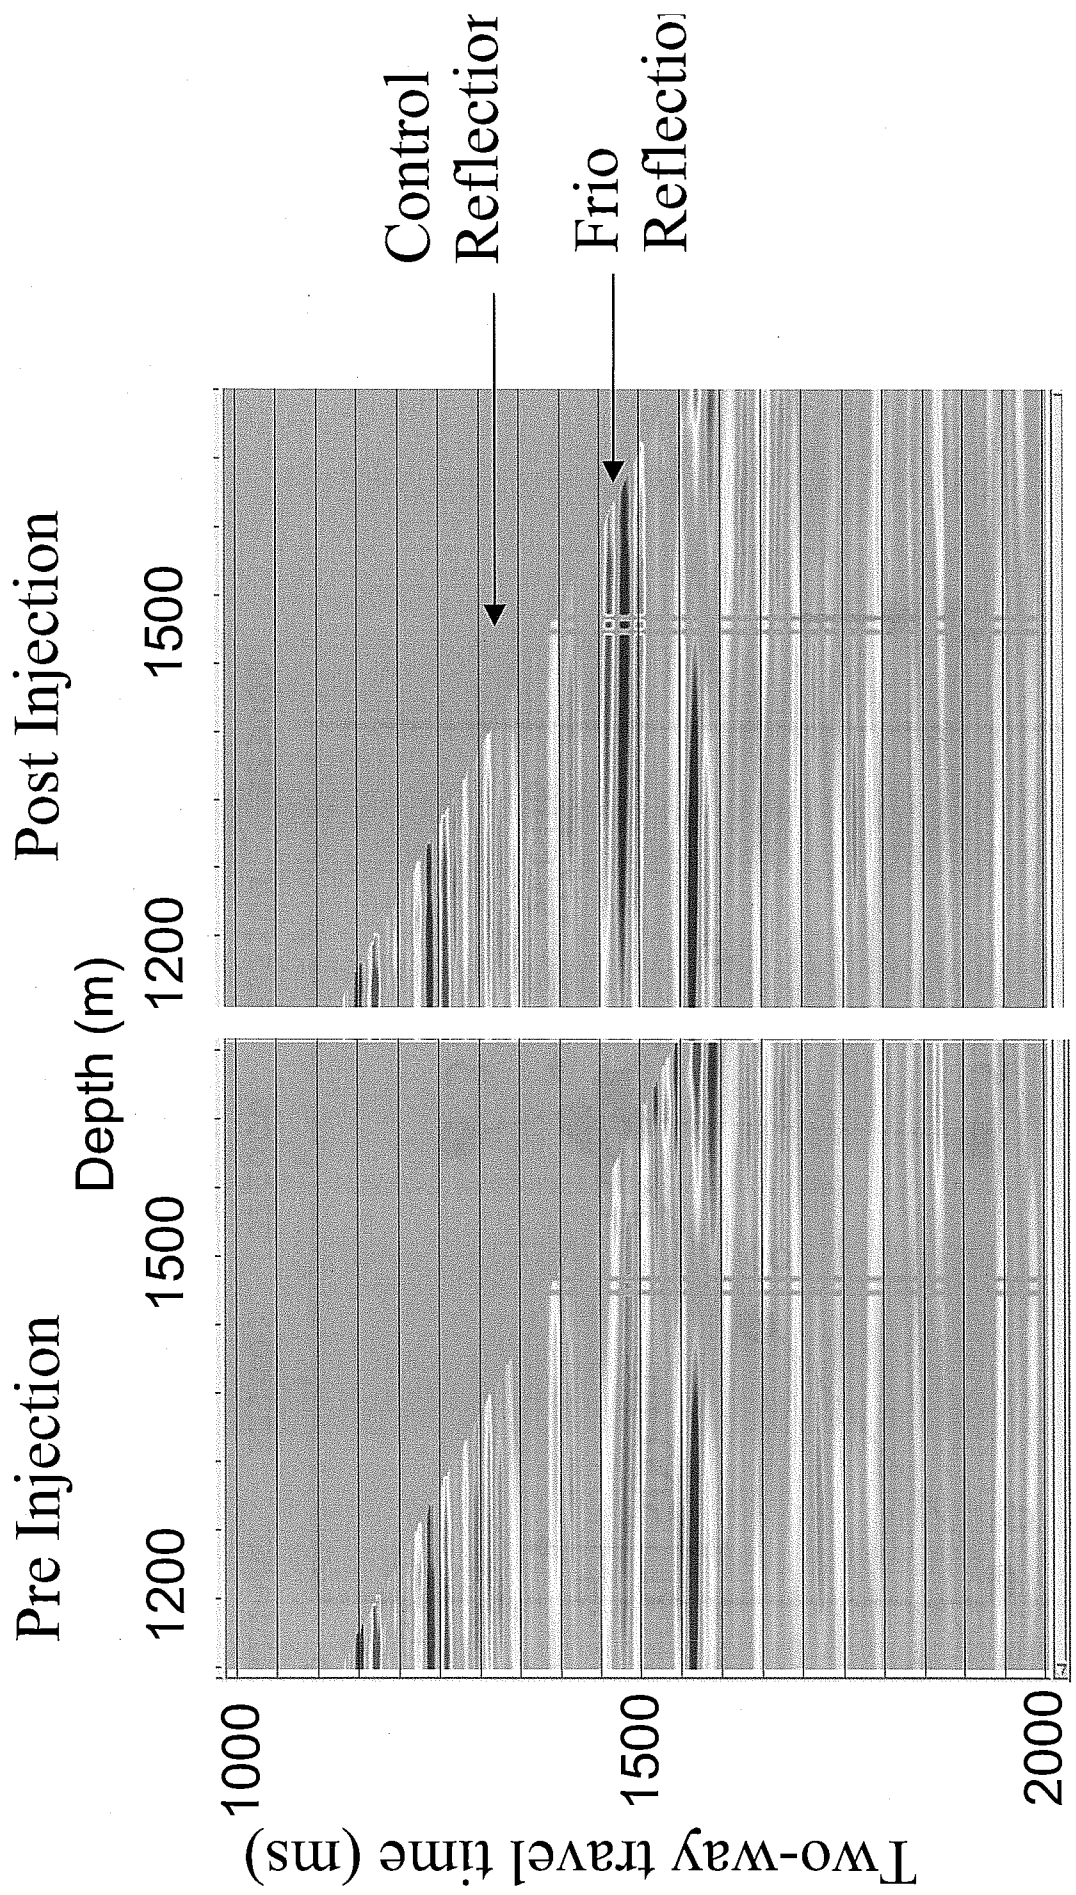 Pre Injection
Post Injection
Depth (m)
1200
1500
1200
1500
1000
1500
2000
Two-way travel time (ms)
Control
Reflection
Frio
Reflectio